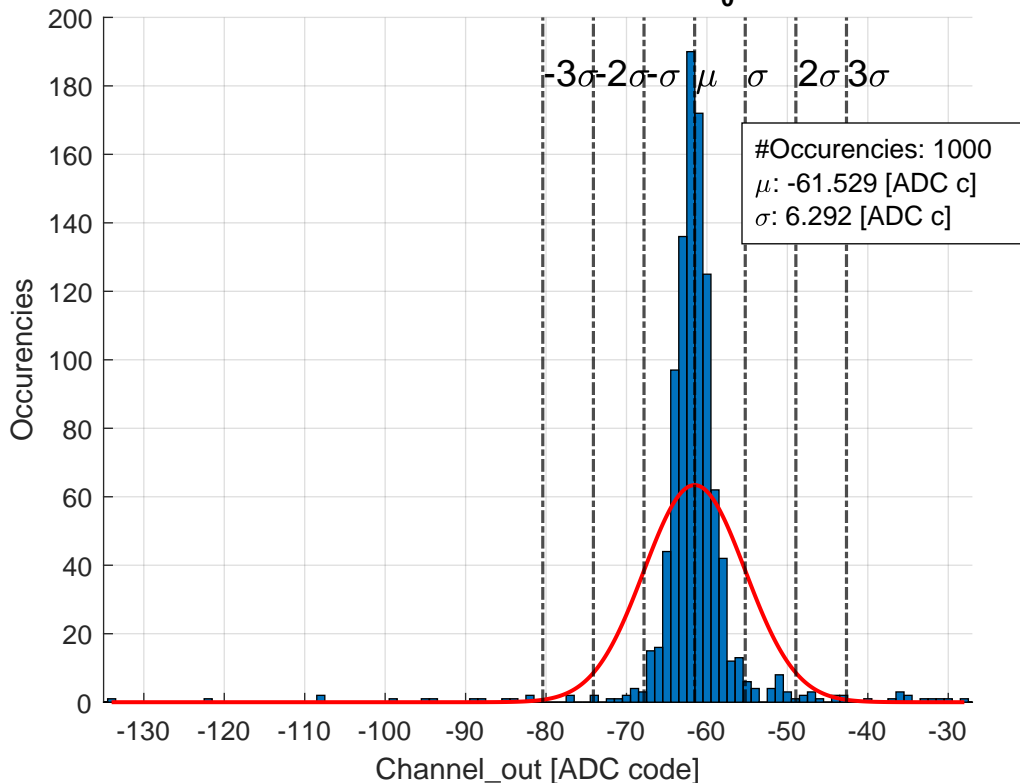 0
200
180
160
140
120
100
80
60
40
20
0
-3σ -2σ -σ μ σ 2σ 3σ
#Occurencies: 1000
μ: -61.529 [ADC c]
σ: 6.292 [ADC c]
Occurencies
-130 -120 -110 -100 -90 -80 -70 -60 -50 -40 -30
Channel_out [ADC code]